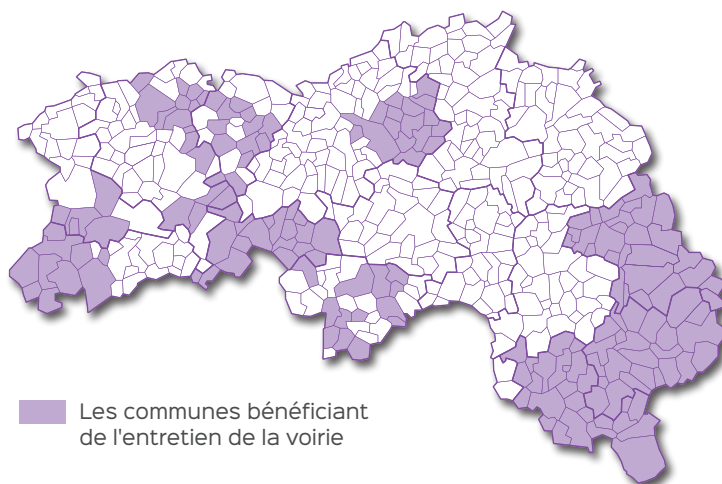 Les communes bénéficiant
de l'entretien de la voirie